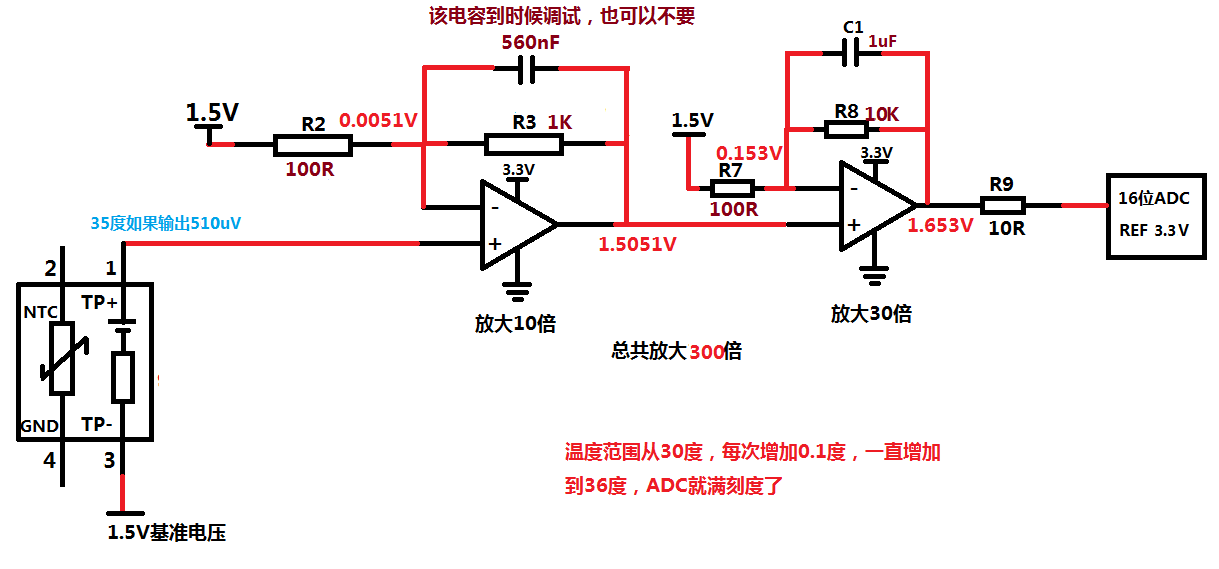 该电容到时候调试，也可以不要
560nF
C1
1uF
1.5V
R2
0.0051V
R3 1K
100R
3.3V
-
+
1.5V
0.153V
R7
100R
R8 10K
3.3V
-
+
R9
10R
16位ADC
REF 3.3V
35度如果输出510uV
1.5051V
1.653V
放大10倍
放大30倍
总共放大300倍
2
1
NTC
TP+
GND
TP-
4
3
1.5V基准电压
温度范围从30度，每次增加0.1度，一直增加
到36度，ADC就满刻度了